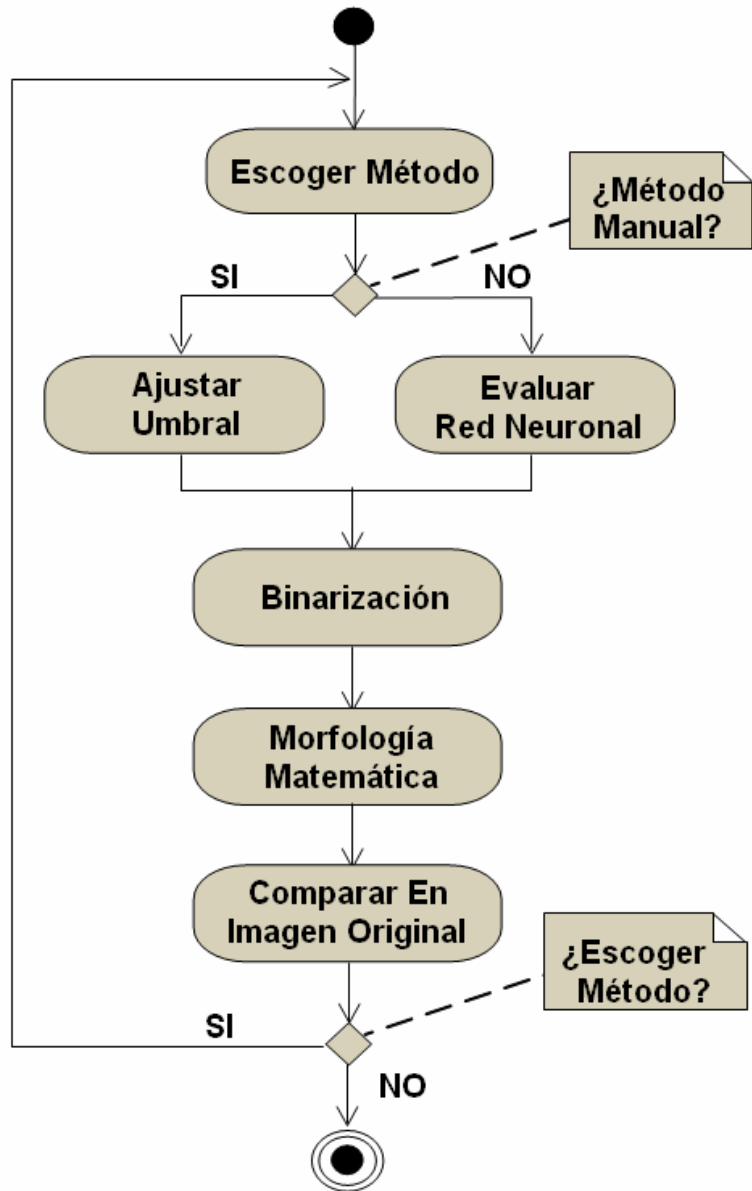 Escoger Método
¿Método
Manual?
SI
NO
Ajustar
Umbral
Evaluar
Red Neuronal
Binarización
Morfología
Matemática
Comparar En
Imagen Original
¿Escoger
Método?
SI
NO